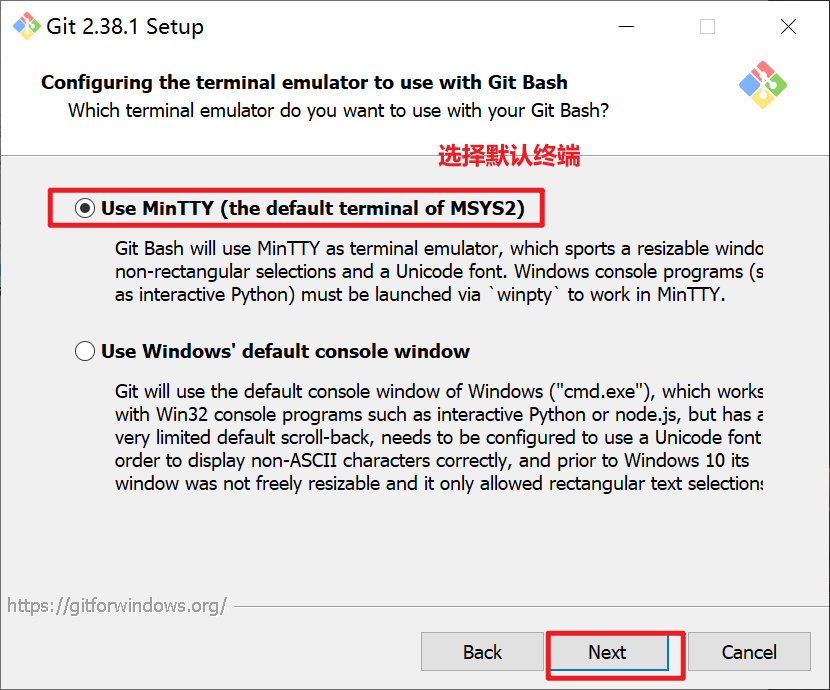 Git 2.38.1 Setup
Configuring the terminal emulator to use with Git Bash
Which terminal emulator do you want to use with your Git Bash?
选择默认终端
Use MinTTY (the default terminal of MSYS2)
Git Bash will use MinTTY as terminal emulator, which sports a resizable windo
non-rectangular selections and a Unicode font. Windows console programs (s
as interactive Python) must be launched via `winpty` to work in MinTTY.
Use Windows' default console window
Git will use the default console window of Windows ("cmd.exe"), which works
with Win32 console programs such as interactive Python or node.js, but has a
very limited default scroll-back, needs to be configured to use a Unicode font
order to display non-ASCII characters correctly, and prior to Windows 10 its
window was not freely resizable and it only allowed rectangular text selections
https://gitforwindows.org/
Back
Next
Cancel